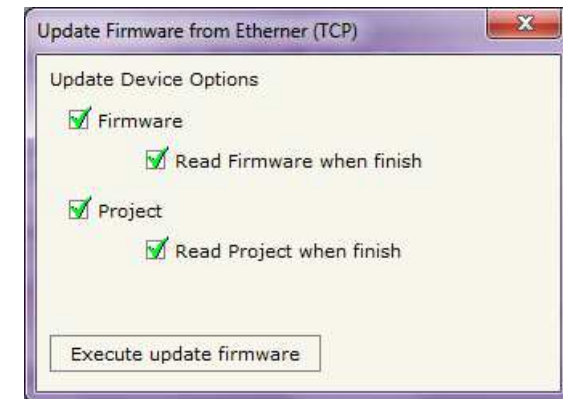 Update Firmware from Etherner (TCP)
Update Device Options
Firmware
Read Firmware when finish
Project
Read Project when finish
Execute update firmware